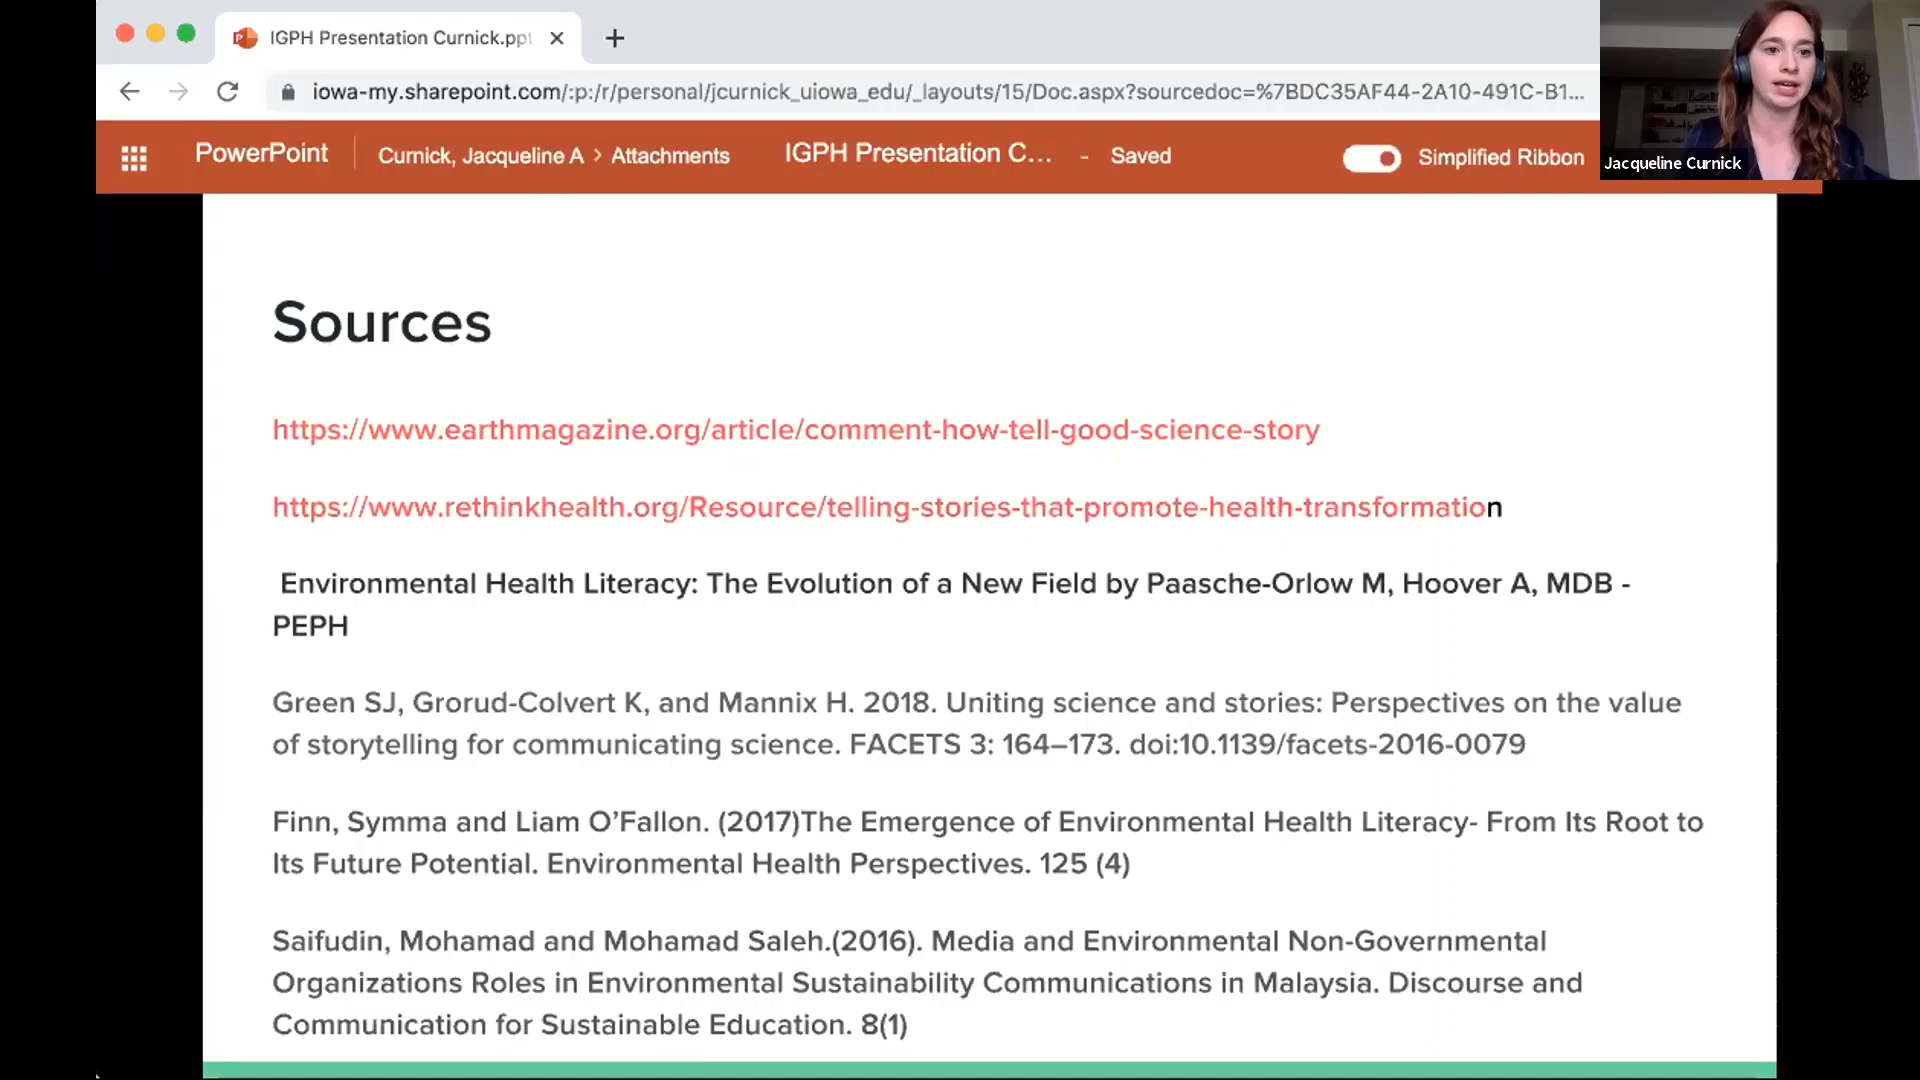 IGPH Presentation Curnick.ppt
iowa-my.sharepoint.com/:p:/r/personal/jcurnick_uiowa_edu/_layouts/15/Doc.aspx?sourcedoc=%7BDC35AF44-2A10-491C-B1...
PowerPoint Curnick, Jacqueline A > Attachments IGPH Presentation C... - Saved Simplified Ribbon
Jacqueline Curnick
Sources
https://www.earthmagazine.org/article/comment-how-tell-good-science-story
https://www.rethinkhealth.org/Resource/telling-stories-that-promote-health-transformation
Environmental Health Literacy: The Evolution of a New Field by Paasche-Orlow M, Hoover A, MDB -
PEPH
Green SJ, Grorud-Colvert K, and Mannix H. 2018. Uniting science and stories: Perspectives on the value
of storytelling for communicating science. FACETS 3: 164–173. doi:10.1139/facets-2016-0079
Finn, Symma and Liam O’Fallon. (2017)The Emergence of Environmental Health Literacy- From Its Root to
Its Future Potential. Environmental Health Perspectives. 125 (4)
Saifudin, Mohamad and Mohamad Saleh.(2016). Media and Environmental Non-Governmental
Organizations Roles in Environmental Sustainability Communications in Malaysia. Discourse and
Communication for Sustainable Education. 8(1)